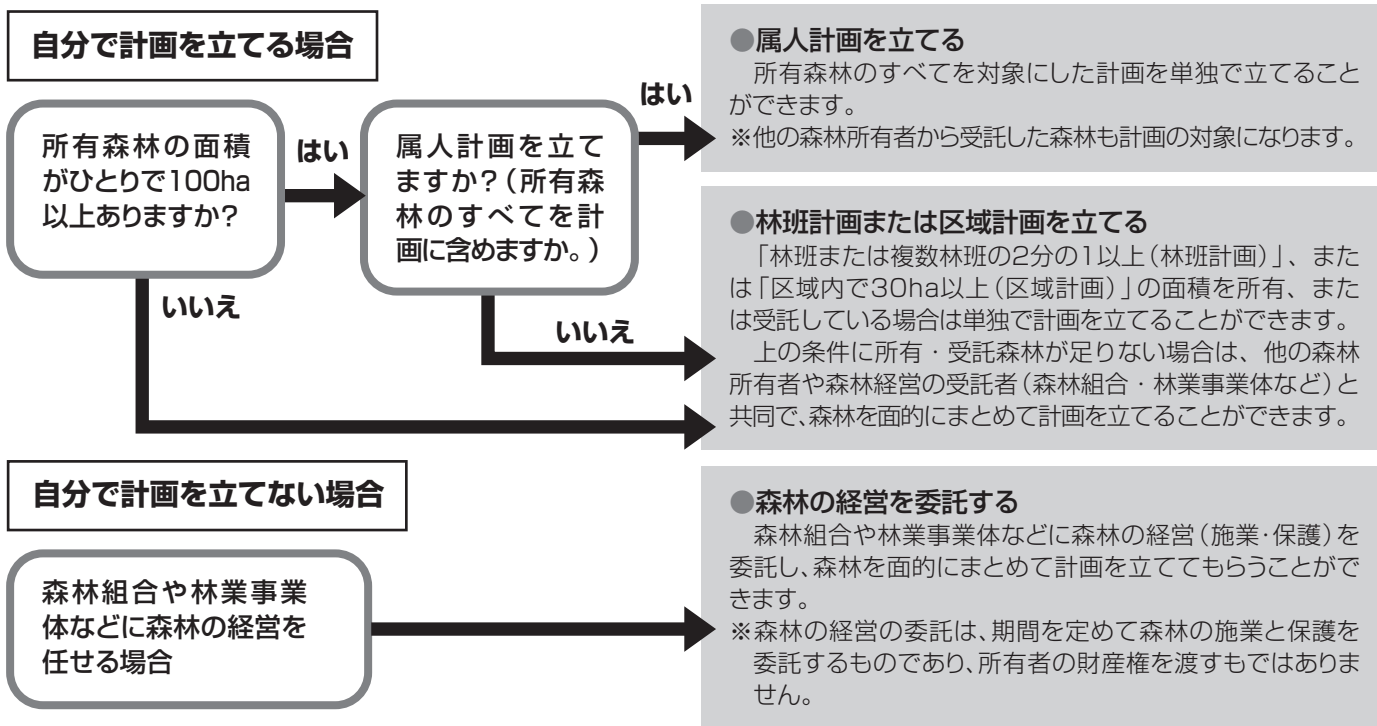 自分で計画を立てる場合
所有森林の面積
がひとりで100ha
以上ありますか?
はい
いいえ
属人計画を立て
ますか?（所有森
林のすべてを計
画に含めますか。）
はい
いいえ
●属人計画を立てる
所有森林のすべてを対象にした計画を単独で立てること
ができます。
※他の森林所有者から受託した森林も計画の対象になります。
●林班計画または区域計画を立てる
「林班または複数林班の2分の1以上（林班計画）」、また
は「区域内で30ha以上（区域計画）」の面積を所有、また
は受託している場合は単独で計画を立てることができます。
上の条件に所有・受託森林が足りない場合は、他の森林
所有者や森林経営の受託者（森林組合・林業事業体など）と
共同で、森林を面的にまとめて計画を立てることができます。
自分で計画を立てない場合
森林組合や林業事業
体などに森林の経営を
任せる場合
●森林の経営を委託する
森林組合や林業事業体などに森林の経営（施業・保護）を
委託し、森林を面的にまとめて計画を立ててもらうことがで
きます。
※森林の経営の委託は、期間を定めて森林の施業と保護を
委託するものであり、所有者の財産権を渡すもではありま
せん。